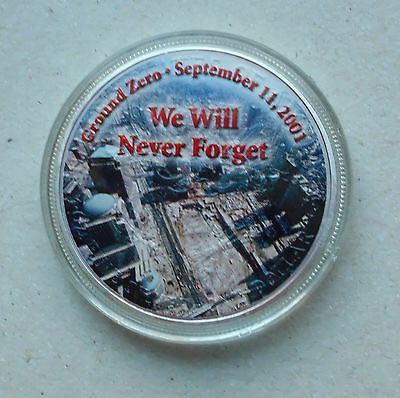 Ground Zero • September 11, 2001
We Will
Never Forget